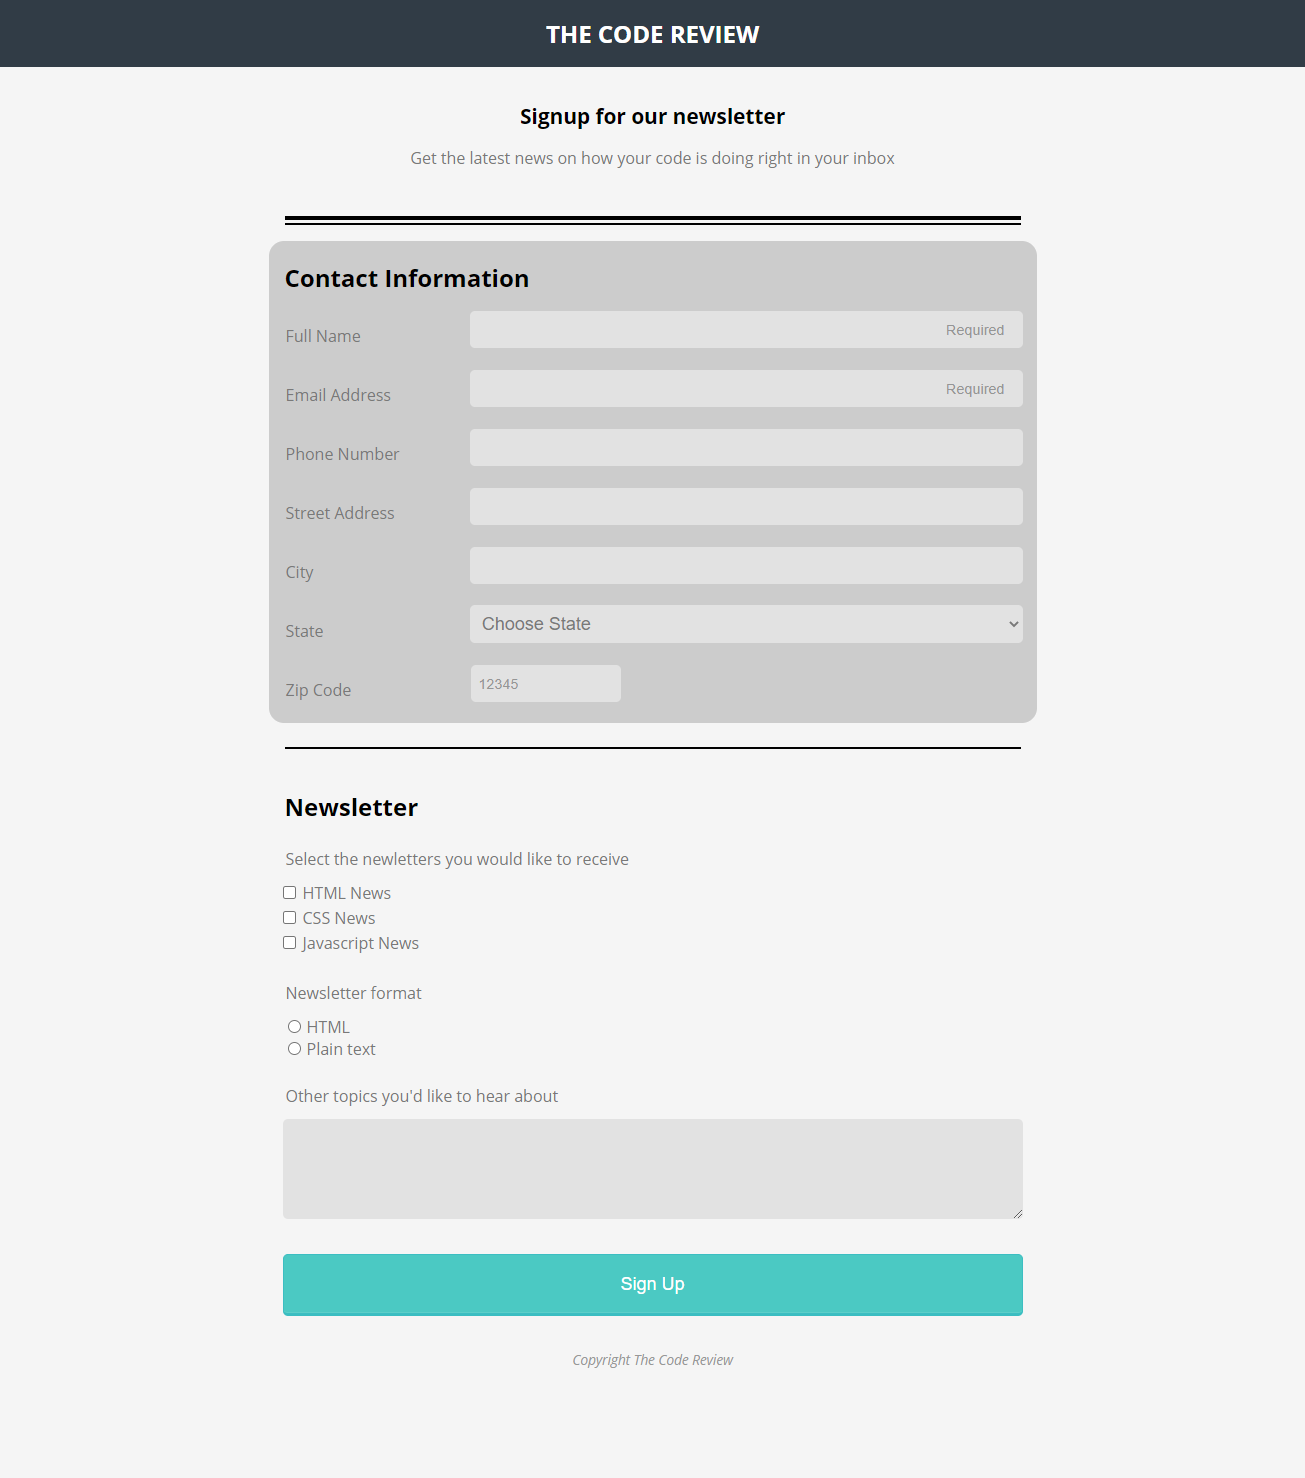 THE CODE REVIEW
Signup for our newsletter
Get the latest news on how your code is doing right in your inbox
Contact Information
Full Name
Required
Email Address
Required
Phone Number
Street Address
City
State
Choose State
Zip Code
12345
Newsletter
Select the newletters you would like to receive
HTML News
CSS News
Javascript News
Newsletter format
HTML
Plain text
Other topics you'd like to hear about
Sign Up
Copyright The Code Review